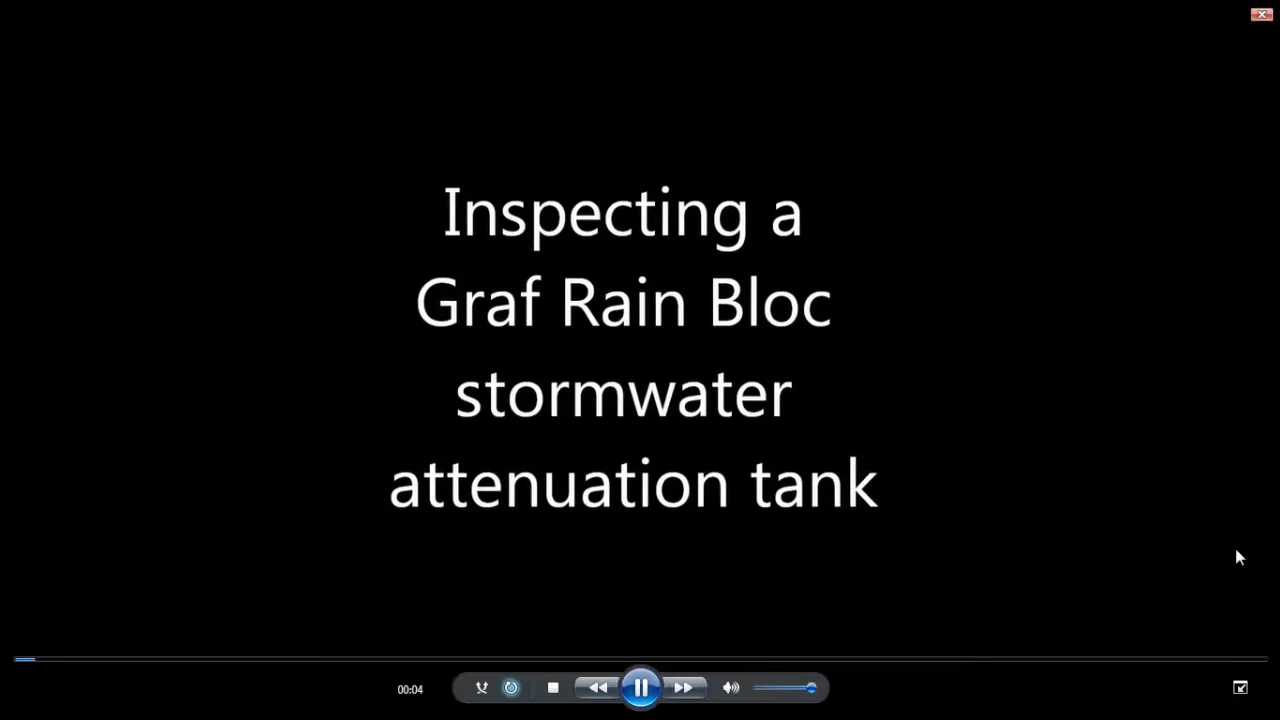 Inspecting a
Graf Rain Bloc
stormwater
attenuation tank
00:04